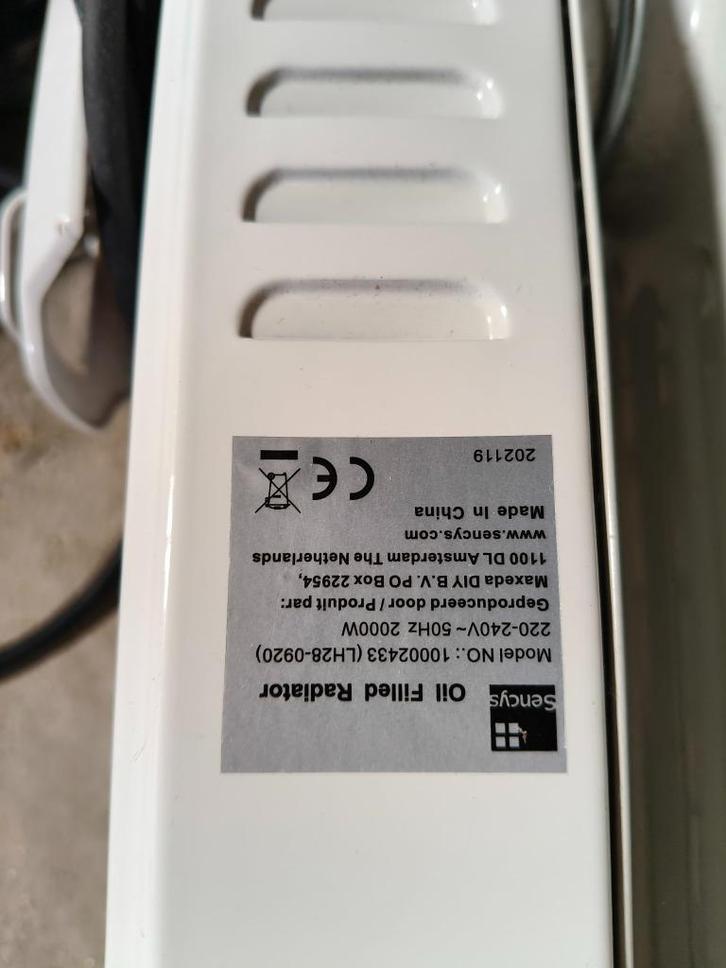 Sencys
Oil Filled Radiator
Model NO.: 10002433 (LH28-0920)
220-240V~ 50Hz 2000W
Geproduceerd door / Produit par:
Maxeda DIY B.V. PO Box 22954,
1100 DL Amsterdam The Netherlands
www.sencys.com
Made In China
CE
202119